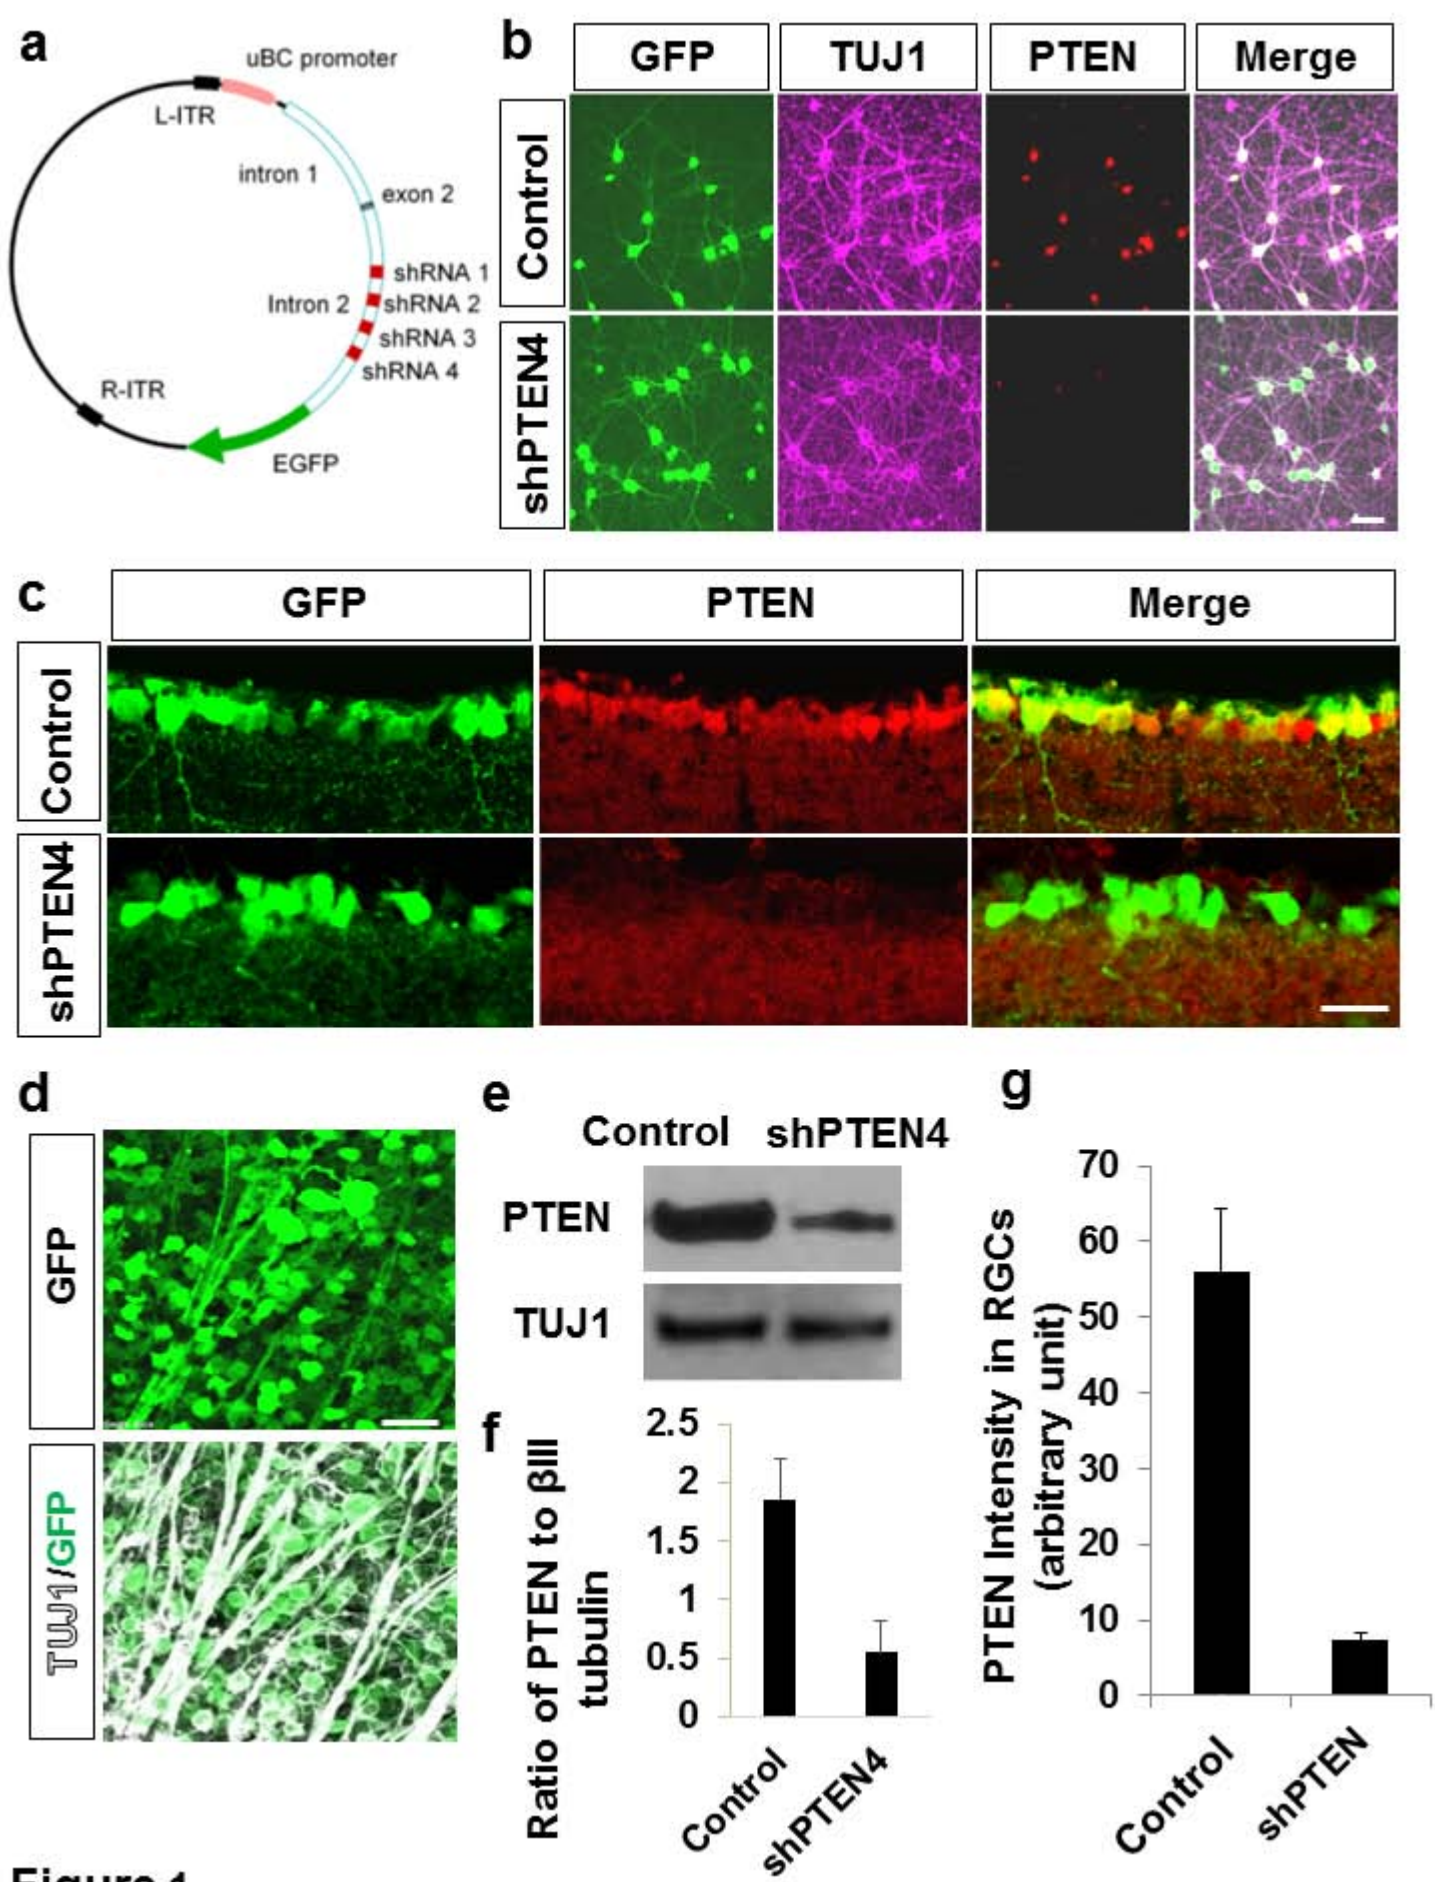 a
uBC promoter
L-ITR
intron 1
exon 2
shRNA 1
Intron 2
shRNA 2
shRNA 3
shRNA 4
R-ITR
EGFP
b
GFP
TUJ1
PTEN
Merge
Control
shPTEN4
c
GFP
PTEN
Merge
Control
shPTEN4
d
GFP
TUJ1/GFP
e
Control
shPTEN4
PTEN
TUJ1
f
Ratio of PTEN to βIII
tubulin
2.5
2
1.5
1
0.5
0
Control
shPTEN4
g
PTEN Intensity in RGCs
(arbitrary unit)
70
60
50
40
30
20
10
0
Control
shPTEN
Figure 1